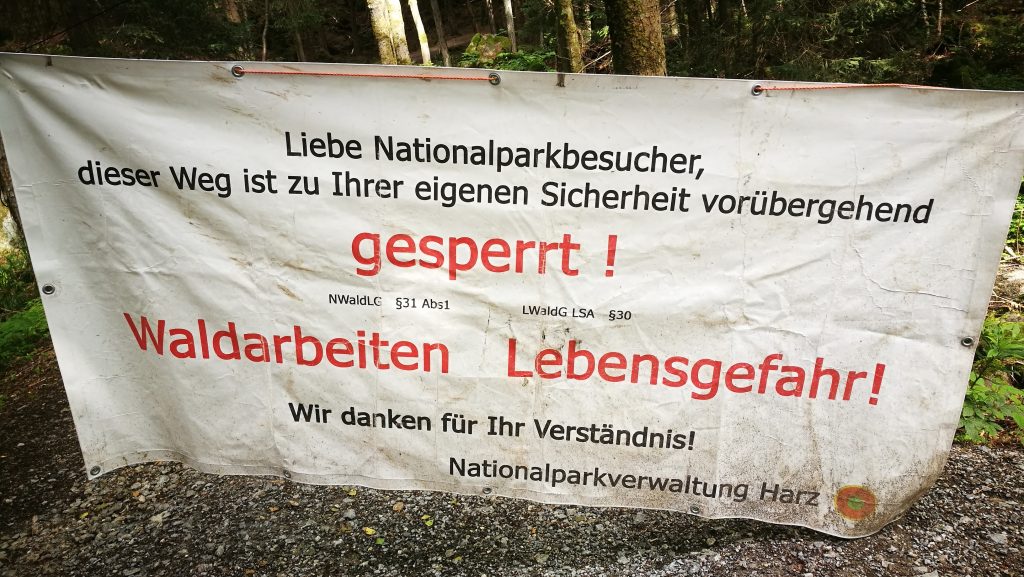 Liebe Nationalparkbesucher,
dieser Weg ist zu Ihrer eigenen Sicherheit vorübergehend
gesperrt !
NWaldLG §31 Abs1 LWaldG LSA §30
Waldarbeiten Lebensgefahr!
Wir danken für Ihr Verständnis!
Nationalparkverwaltung Harz